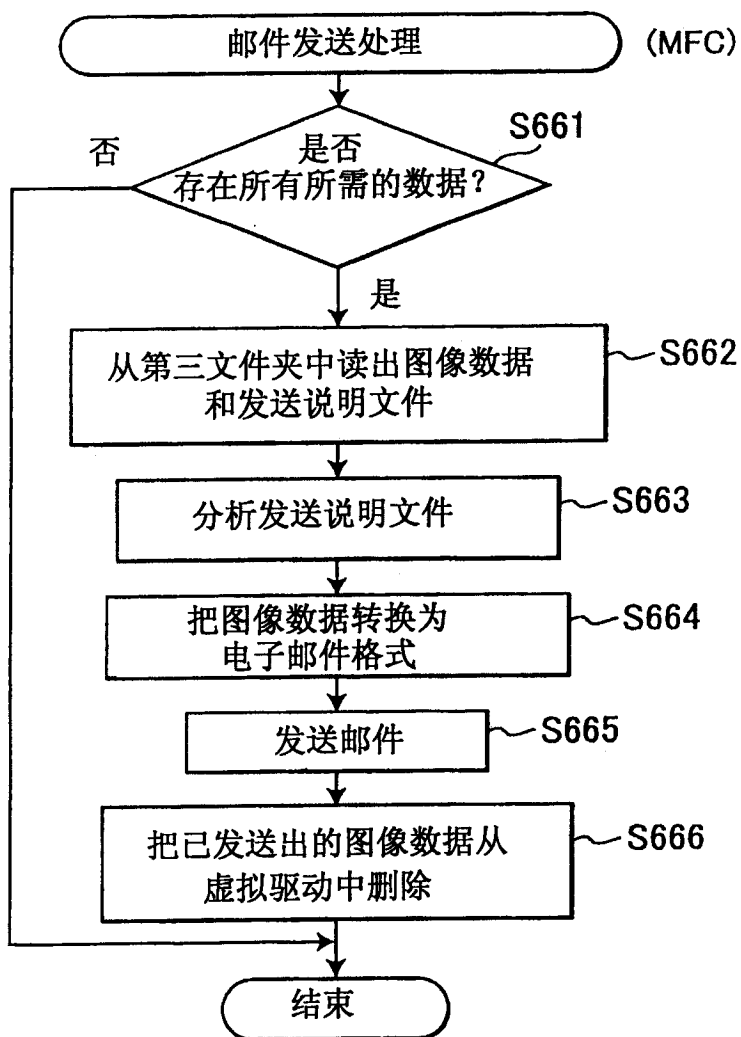 邮件发送处理
(MFC)
S661
否
是否
存在所有所需的数据?
是
S662
从第三文件夹中读出图像数据
和发送说明文件
S663
分析发送说明文件
S664
把图像数据转换为
电子邮件格式
S665
发送邮件
S666
把已发送出的图像数据从
虚拟驱动中删除
结束